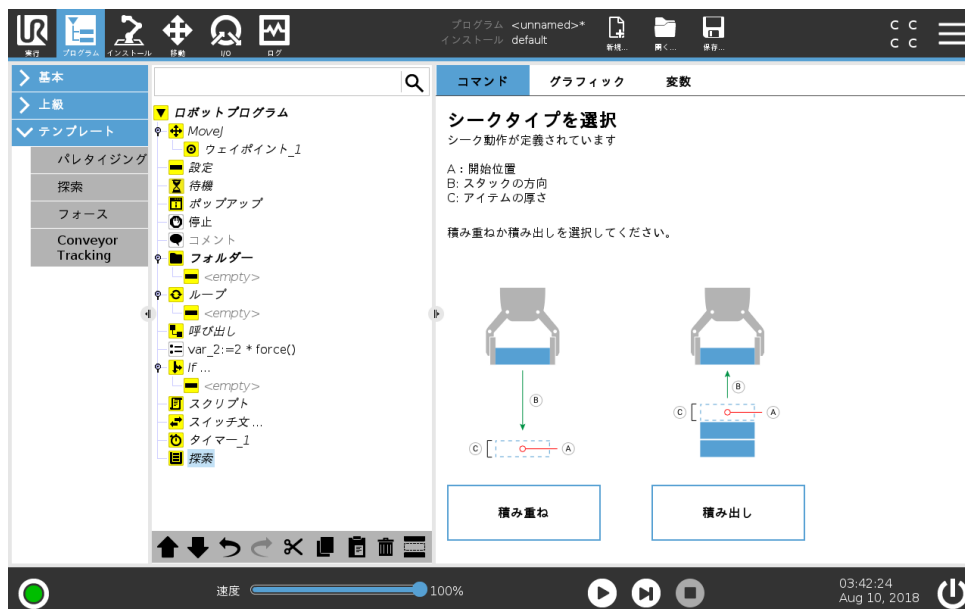 UR
プログラム <unnamed>*
インストール default
実行
プログラム
インストール
移動
I/O
ログ
新規...
開く...
保存...
C C
C C
基本
上級
テンプレート
パレタイジング
探索
フォース
Conveyor
Tracking
ロボットプログラム
MoveJ
ウェイポイント_1
設定
待機
ポップアップ
停止
コメント
フォルダー
<empty>
ループ
<empty>
呼び出し
var_2:=2 * force()
If ...
<empty>
スクリプト
スイッチ文 ...
タイマー_1
探索
コマンド
グラフィック
変数
シークタイプを選択
シーク動作が定義されています
A：開始位置
B: スタックの方向
C: アイテムの厚さ
積み重ねか積み出しを選択してください。
B
C
A
B
C
A
積み重ね
積み出し
速度
100%
03:42:24
Aug 10, 2018